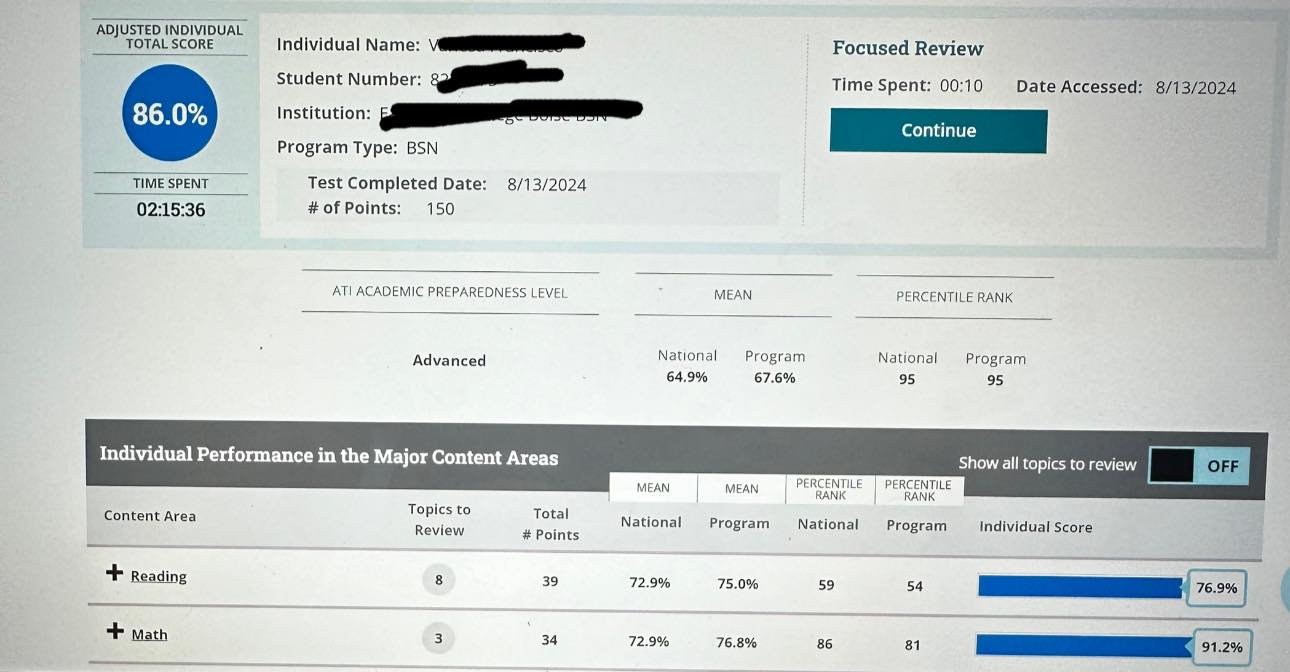 ADJUSTED INDIVIDUAL
TOTAL SCORE
86.0%
TIME SPENT
02:15:36
Individual Name:
Student Number:
Institution:
Program Type: BSN
Test Completed Date: 8/13/2024
# of Points: 150
Focused Review
Time Spent: 00:10 Date Accessed: 8/13/2024
Continue
ATI ACADEMIC PREPAREDNESS LEVEL
MEAN
PERCENTILE RANK
Advanced
National Program
64.9% 67.6%
National Program
95 95
Individual Performance in the Major Content Areas
Show all topics to review OFF
MEAN MEAN PERCENTILE RANK PERCENTILE RANK
Content Area Topics to Review Total # Points National Program National Program Individual Score
+ Reading 8 39 72.9% 75.0% 59 54 76.9%
+ Math 3 34 72.9% 76.8% 86 81 91.2%